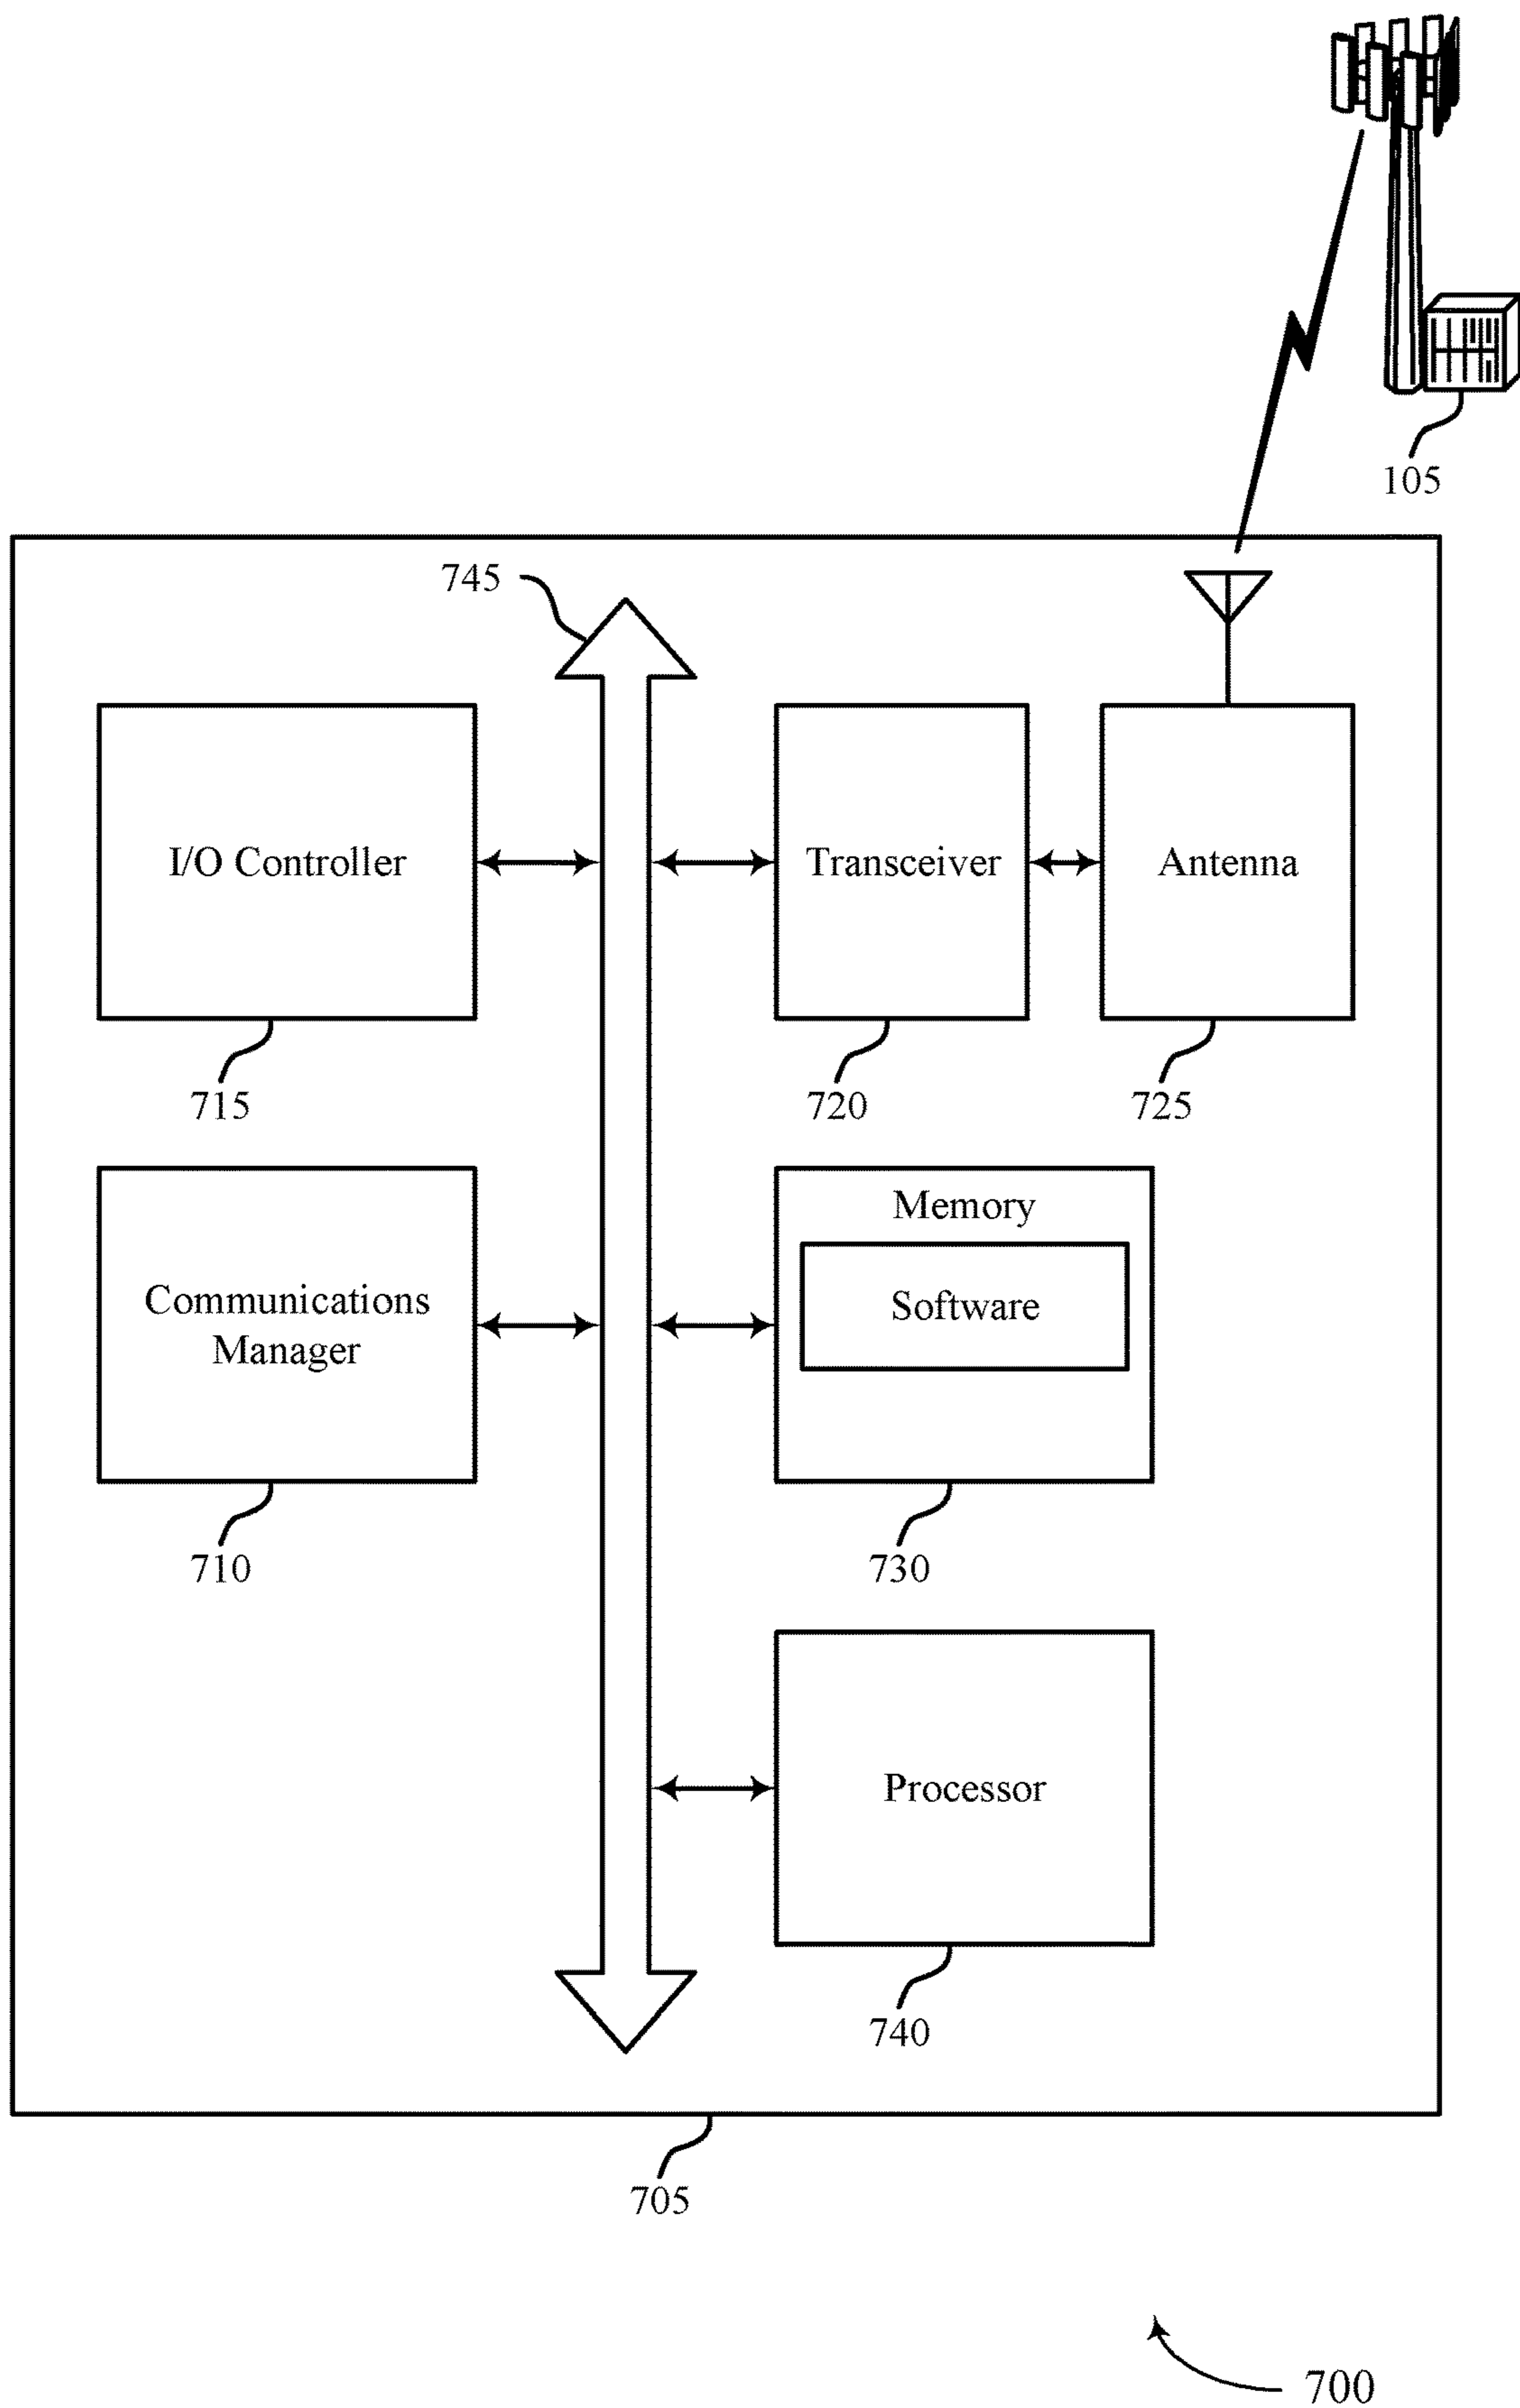 105
745
I/O Controller
Transceiver
Antenna
715
720
725
Communications
Manager
Memory
Software
710
730
Processor
740
705
700